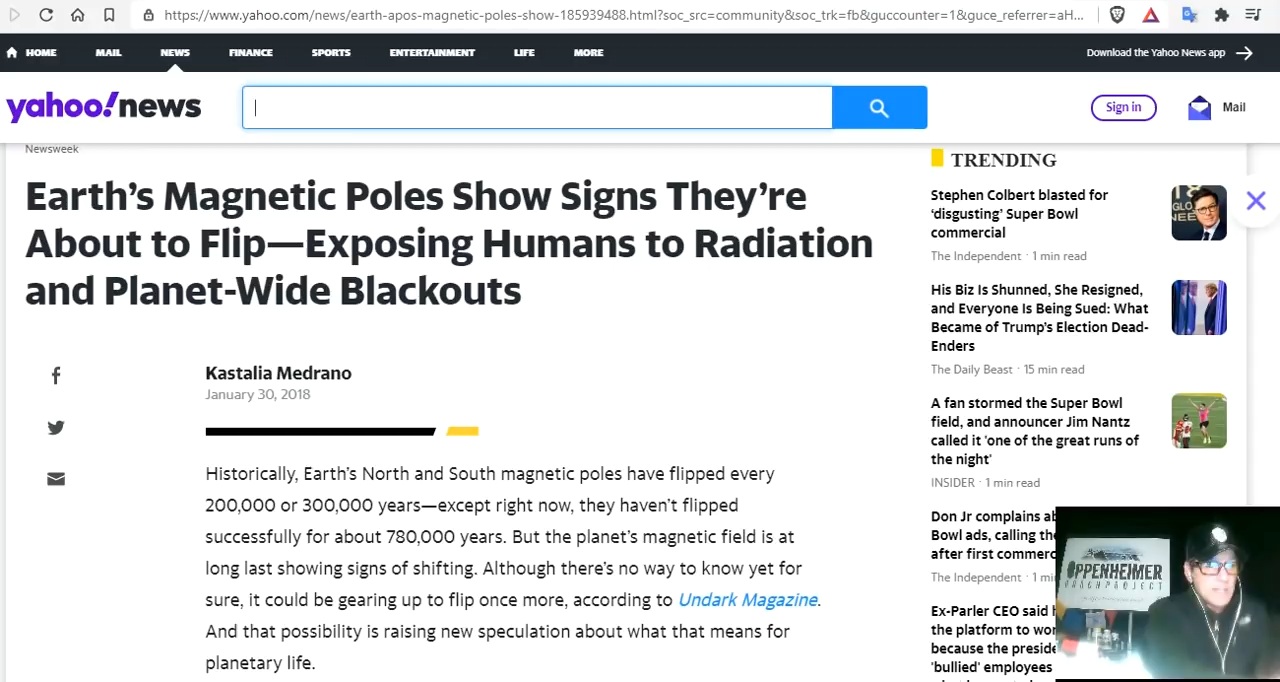 https://www.yahoo.com/news/earth-apos-magnetic-poles-show-185939488.html?soc_src=community&soc_trk=fb&guccounter=1&guce_referrer=aH...
HOME MAIL NEWS FINANCE SPORTS ENTERTAINMENT LIFE MORE Download the Yahoo News app
yahoo!news Sign in Mail
Newsweek
Earth's Magnetic Poles Show Signs They're
About to Flip—Exposing Humans to Radiation
and Planet-Wide Blackouts
Kastalia Medrano
January 30, 2018
Historically, Earth's North and South magnetic poles have flipped every
200,000 or 300,000 years—except right now, they haven't flipped
successfully for about 780,000 years. But the planet's magnetic field is at
long last showing signs of shifting. Although there's no way to know yet for
sure, it could be gearing up to flip once more, according to Undark Magazine.
And that possibility is raising new speculation about what that means for
planetary life.
TRENDING
Stephen Colbert blasted for
'disgusting' Super Bowl
commercial
The Independent · 1 min read
His Biz Is Shunned, She Resigned,
and Everyone Is Being Sued: What
Became of Trump's Election Dead-
Enders
The Daily Beast · 15 min read
A fan stormed the Super Bowl
field, and announcer Jim Nantz
called it 'one of the great runs of
the night'
INSIDER · 1 min read
Don Jr complains ab
Bowl ads, calling the
after first commerc
The Independent · 1 mi
Ex-Parler CEO said h
the platform to wor
because the preside
'bullied' employees
OPPENHEIMER
RANCH PROJECT